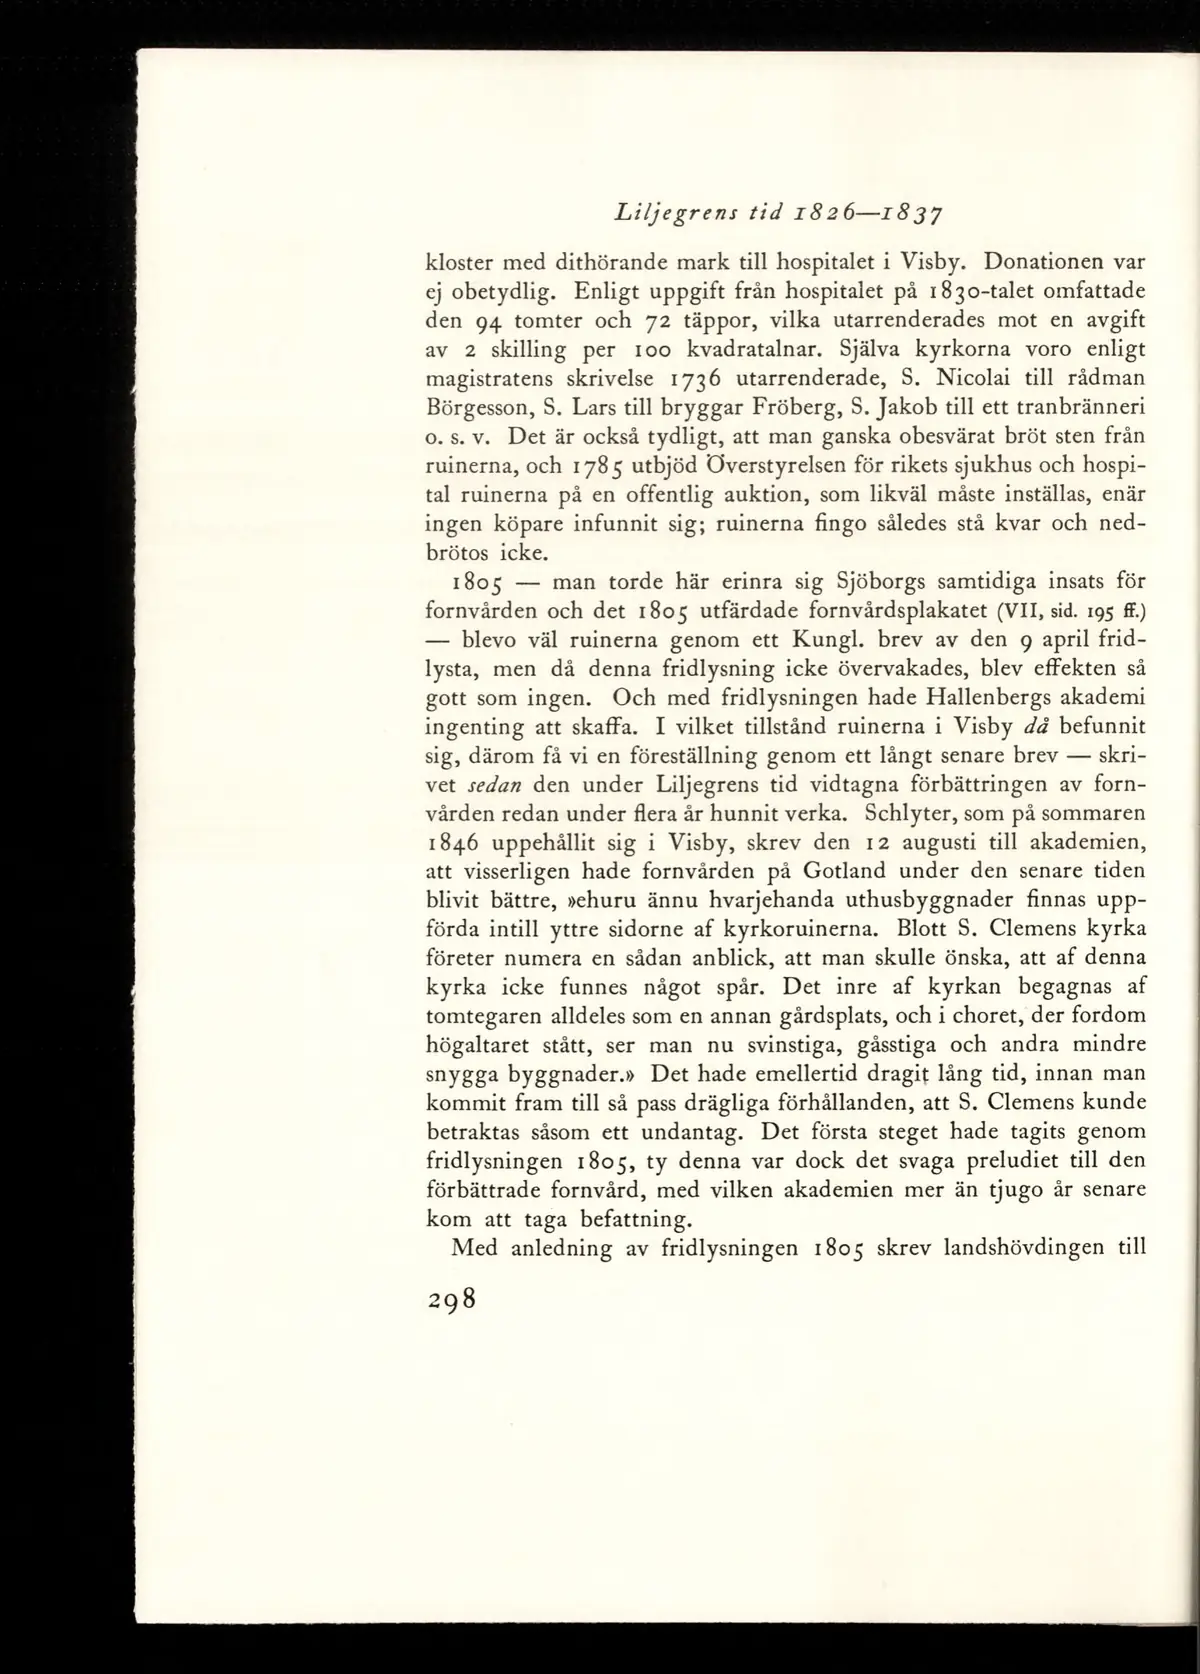 Liljegrens tid 1826—1837
kloster med dithörande mark till hospitalet i Visby. Donationen var
ej obetydlig. Enligt uppgift från hospitalet på 1830-talet omfattade
den 94 tomter och 72 täppor, vilka utarrenderades mot en avgift
av 2 skilling per 100 kvadratalnar. Själva kyrkorna voro enligt
magistratens skrivelse 1736 utarrenderade, S. Nicolai till rådman
Börgesson, S. Lars till bryggar Fröberg, S. Jakob till ett tranbränneri
o. s. v. Det är också tydligt, att man ganska obesvärat bröt sten från
ruinerna, och 1785 utbjöd Överstyrelsen för rikets sjukhus och hospi-
tal ruinerna på en offentlig auktion, som likväl måste inställas, enär
ingen köpare infunnit sig; ruinerna fingo således stå kvar och ned-
brötos icke.
1805 — man torde här erinra sig Sjöborgs samtidiga insats för
fornvården och det 1805 utfärdade fornvårdsplakatet (VII, sid. 195 ff.)
— blevo väl ruinerna genom ett Kungl. brev av den 9 april frid-
lysta, men då denna fridlysning icke övervakades, blev effekten så
gott som ingen. Och med fridlysningen hade Hallenbergs akademi
ingenting att skaffa. I vilket tillstånd ruinerna i Visby då befunnit
sig, därom få vi en föreställning genom ett långt senare brev — skri-
vet sedan den under Liljegrens tid vidtagna förbättringen av forn-
vården redan under flera år hunnit verka. Schlyter, som på sommaren
1846 uppehållit sig i Visby, skrev den 12 augusti till akademien,
att visserligen hade fornvården på Gotland under den senare tiden
blivit bättre, »ehuru ännu hvarjehanda uthusbyggnader finnas upp-
förda intill yttre sidorne af kyrkoruinerna. Blott S. Clemens kyrka
företer numera en sådan anblick, att man skulle önska, att af denna
kyrka icke funnes något spår. Det inre af kyrkan begagnas af
tomtegaren alldeles som en annan gårdsplats, och i choret, der fordom
högaltaret stått, ser man nu svinstiga, gåsstiga och andra mindre
snygga byggnader.» Det hade emellertid dragit lång tid, innan man
kommit fram till så pass drägliga förhållanden, att S. Clemens kunde
betraktas såsom ett undantag. Det första steget hade tagits genom
fridlysningen 1805, ty denna var dock det svaga preludiet till den
förbättrade fornvård, med vilken akademien mer än tjugo år senare
kom att taga befattning.
Med anledning av fridlysningen 1805 skrev landshövdingen till
298